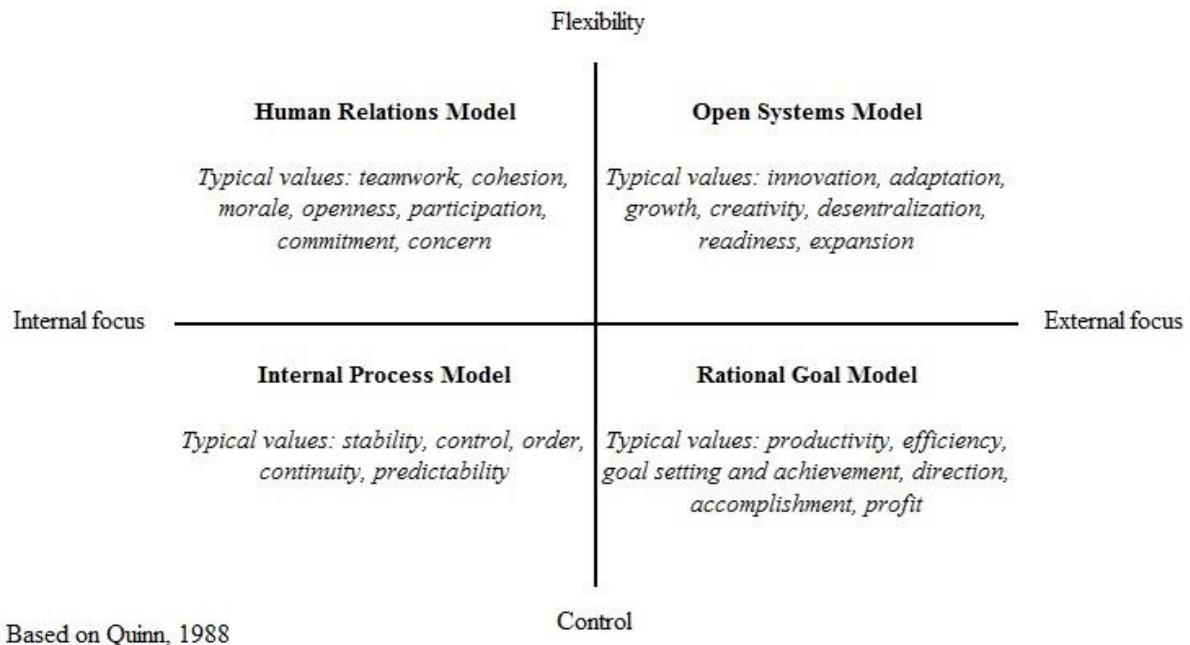 Flexibility
Human Relations Model
Typical values: teamwork, cohesion,
morale, openness, participation,
commitment, concern
Open Systems Model
Typical values: innovation, adaptation,
growth, creativity, desentralization,
readiness, expansion
Internal focus
External focus
Internal Process Model
Typical values: stability, control, order,
continuity, predictability
Rational Goal Model
Typical values: productivity, efficiency,
goal setting and achievement, direction,
accomplishment, profit
Control
Based on Quinn, 1988